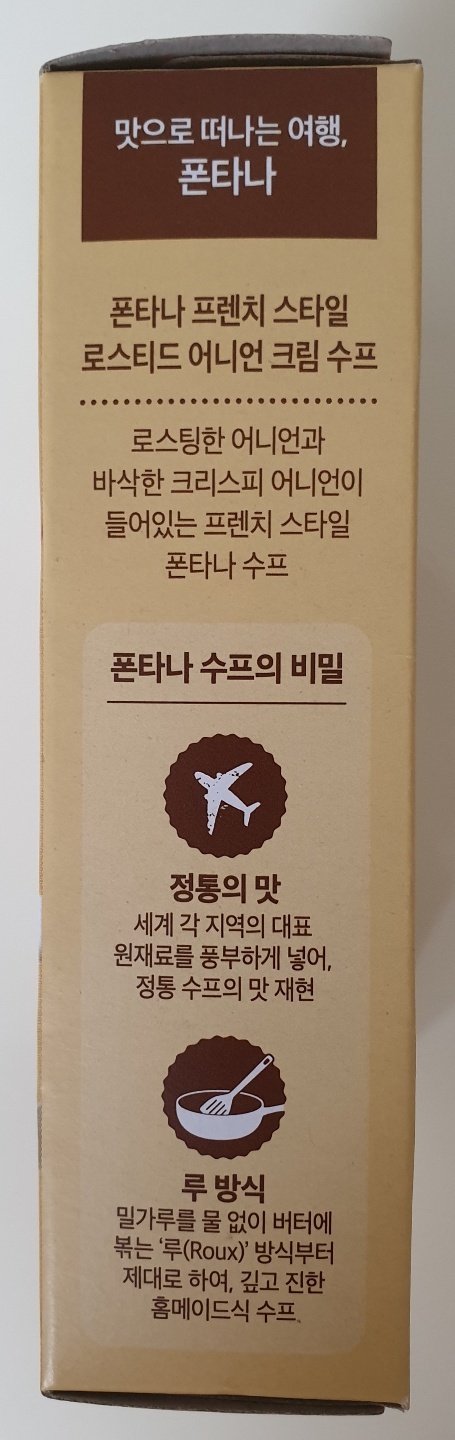 맛으로 떠나는 여행,
폰타나
폰타나 프렌치 스타일
로스티드 어니언 크림 수프
로스팅한 어니언과
바삭한 크리스피 어니언이
들어있는 프렌치 스타일
폰타나 수프
폰타나 수프의 비밀
정통의 맛
세계 각 지역의 대표
원재료를 풍부하게 넣어,
정통 수프의 맛 재현
루 방식
밀가루를 물 없이 버터에
볶는 ‘루(Roux)’ 방식부터
제대로 하여, 깊고 진한
홈메이드식 수프.